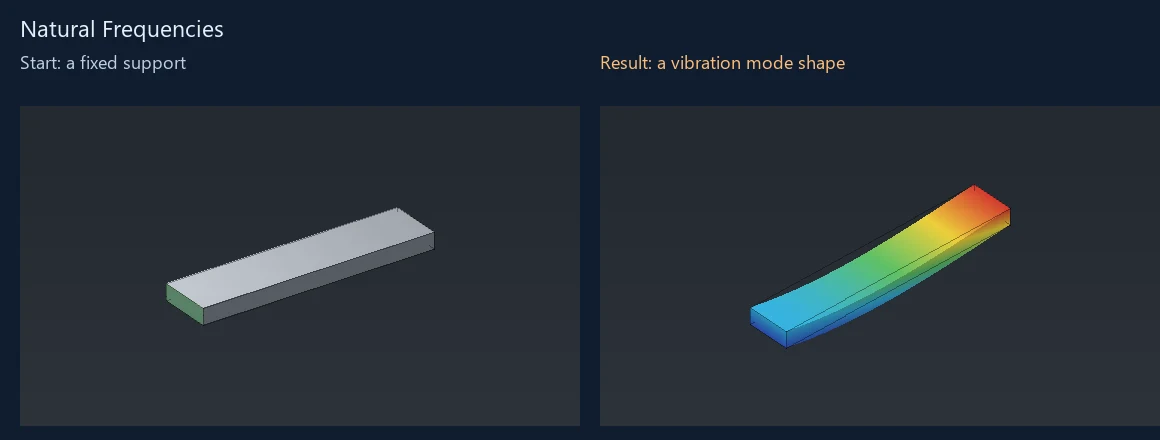 Natural Frequencies
Start: a fixed support
Result: a vibration mode shape